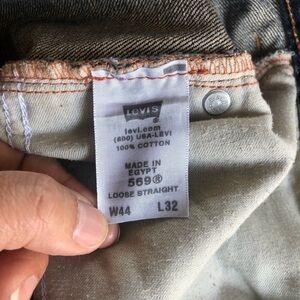 Levi's
levi.com
(800) USA-LEVI
100% COTTON
MADE IN
EGYPT
569®
LOOSE STRAIGHT
W44 L32